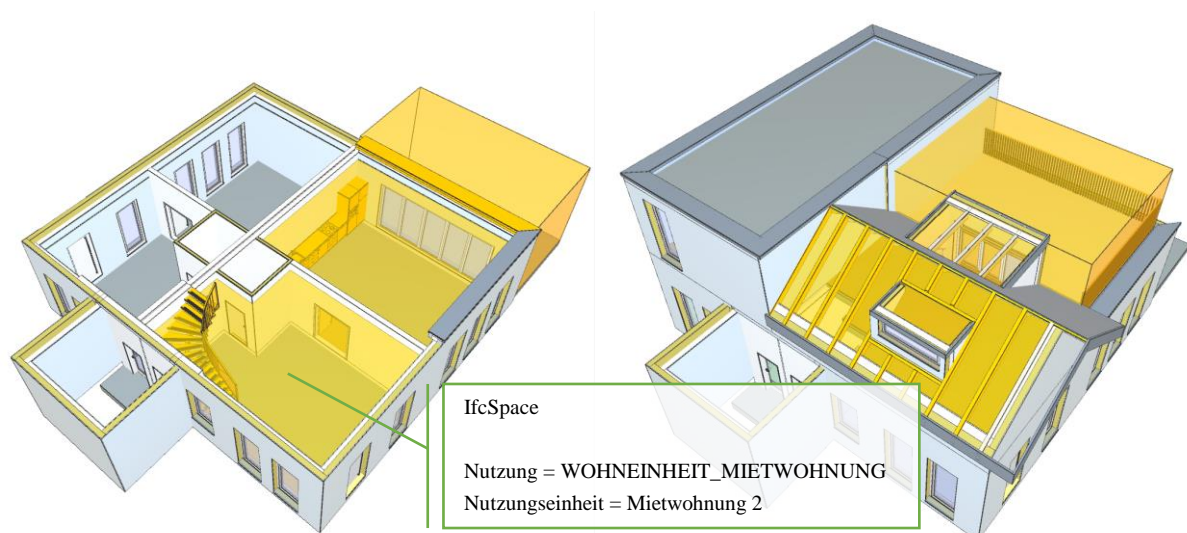 IfcSpace
Nutzung = WOHNEINHEIT_MIETWOHNUNG
Nutzungseinheit = Mietwohnung 2